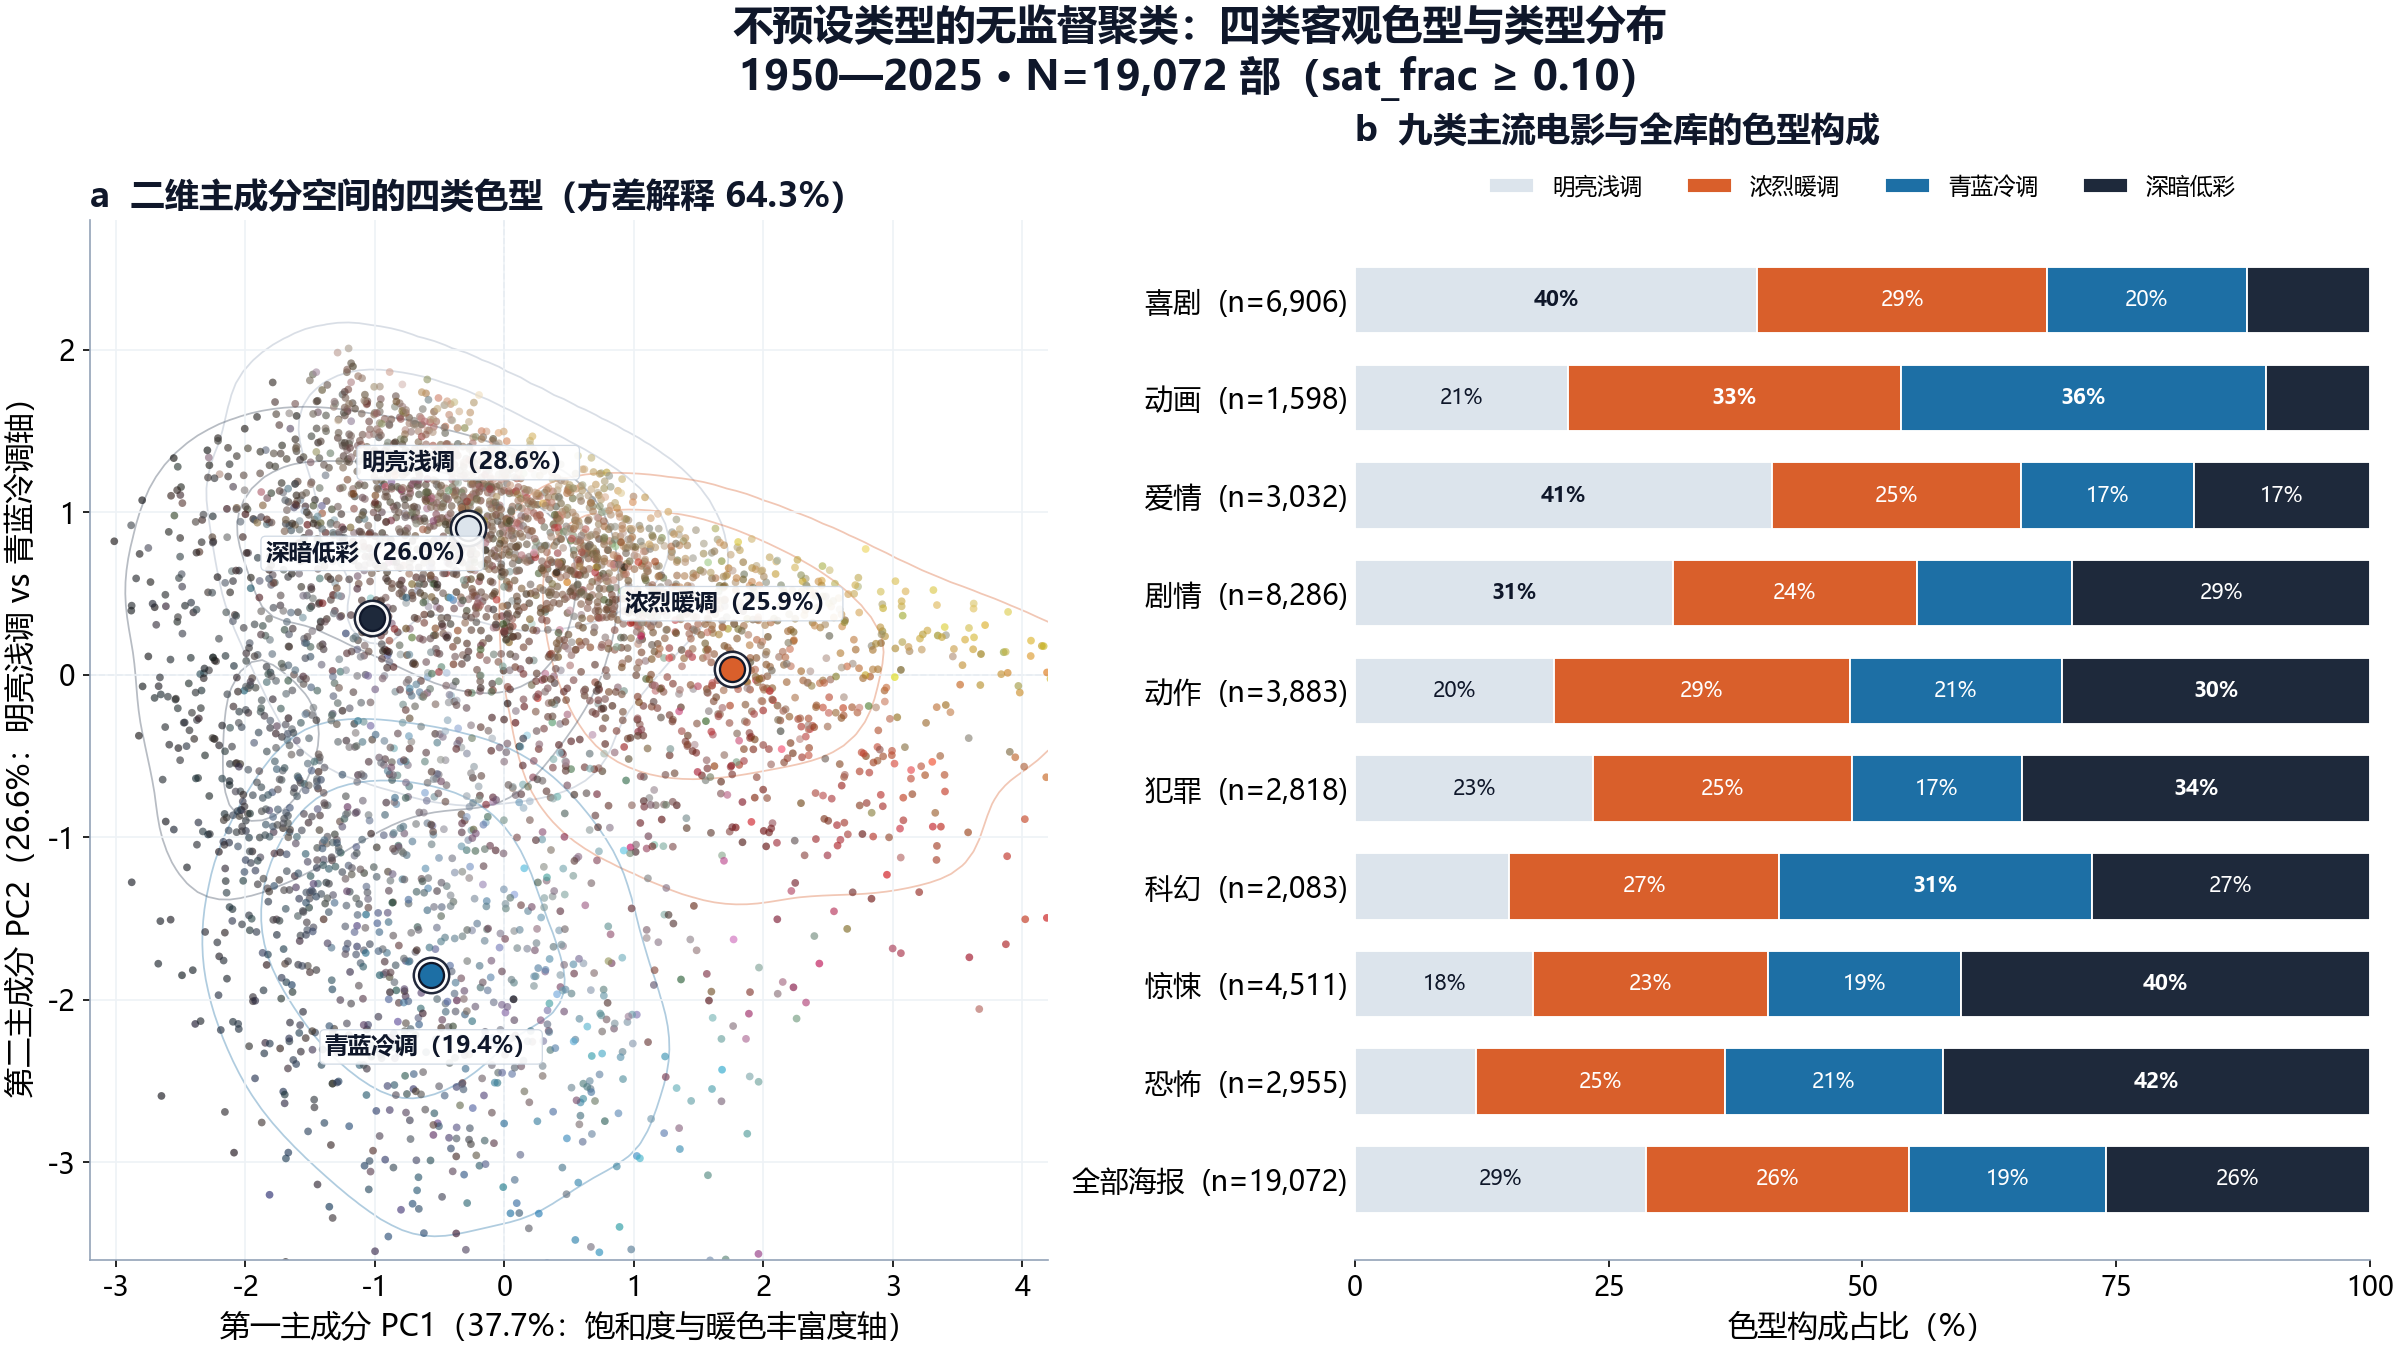 不预设类型的无监督聚类：四类客观色型与类型分布
1950—2025 • N=19,072 部（sat_frac ≥ 0.10）
a 二维主成分空间的四类色型（方差解释 64.3%）
第二主成分 PC2（26.6%：明亮浅调 vs 青蓝冷调轴）
2
1
0
-1
-2
-3
明亮浅调（28.6%）
深暗低彩（26.0%）
浓烈暖调（25.9%）
青蓝冷调（19.4%）
-3 -2 -1 0 1 2 3 4
第一主成分 PC1（37.7%：饱和度与暖色丰富度轴）
b 九类主流电影与全库的色型构成
明亮浅调 浓烈暖调 青蓝冷调 深暗低彩
喜剧 (n=6,906) 40% 29% 20%
动画 (n=1,598) 21% 33% 36%
爱情 (n=3,032) 41% 25% 17% 17%
剧情 (n=8,286) 31% 24% 29%
动作 (n=3,883) 20% 29% 21% 30%
犯罪 (n=2,818) 23% 25% 17% 34%
科幻 (n=2,083) 27% 31% 27%
惊悚 (n=4,511) 18% 23% 19% 40%
恐怖 (n=2,955) 25% 21% 42%
全部海报 (n=19,072) 29% 26% 19% 26%
0 25 50 75 100
色型构成占比（%）